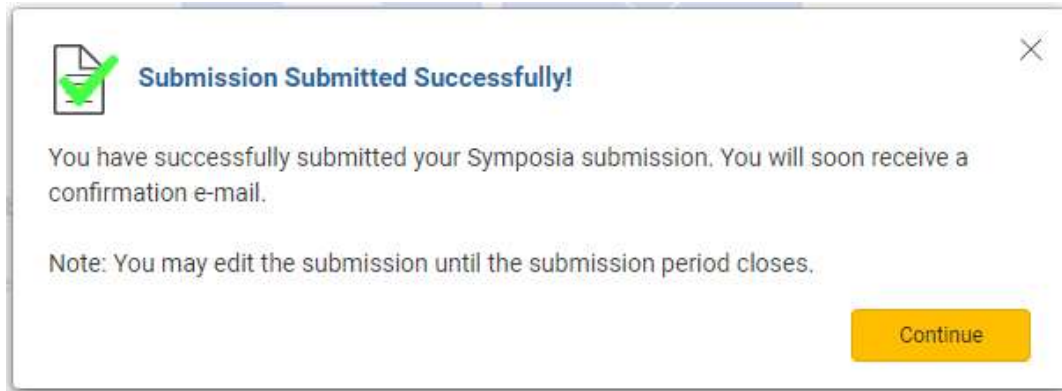 Submission Submitted Successfully!
You have successfully submitted your Symposia submission. You will soon receive a
confirmation e-mail.
Note: You may edit the submission until the submission period closes.
Continue